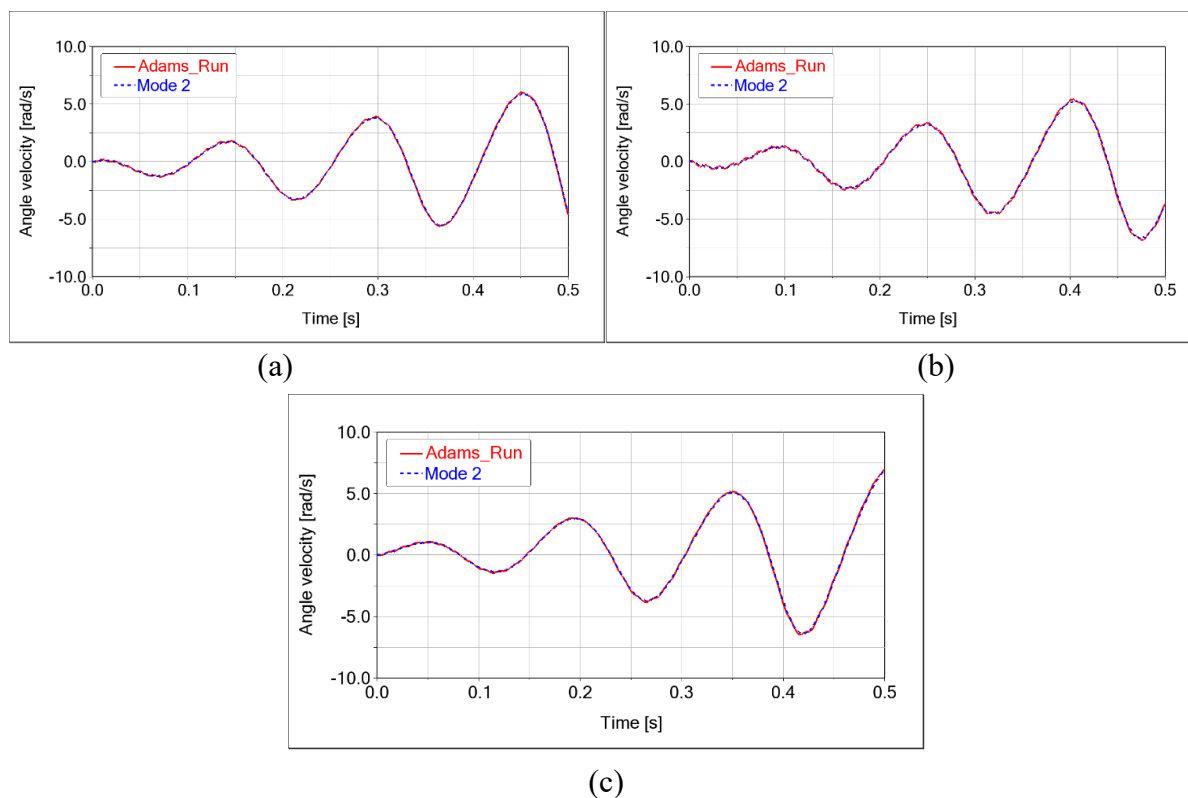 10.0
5.0
0.0
-5.0
-10.0
Angle velocity [rad/s]
Adams_Run
Mode 2
0.0 0.1 0.2 0.3 0.4 0.5
Time [s]
(a)
10.0
5.0
0.0
-5.0
-10.0
Angle velocity [rad/s]
Adams_Run
Mode 2
0.0 0.1 0.2 0.3 0.4 0.5
Time [s]
(b)
10.0
5.0
0.0
-5.0
-10.0
Angle velocity [rad/s]
Adams_Run
Mode 2
0.0 0.1 0.2 0.3 0.4 0.5
Time [s]
(c)